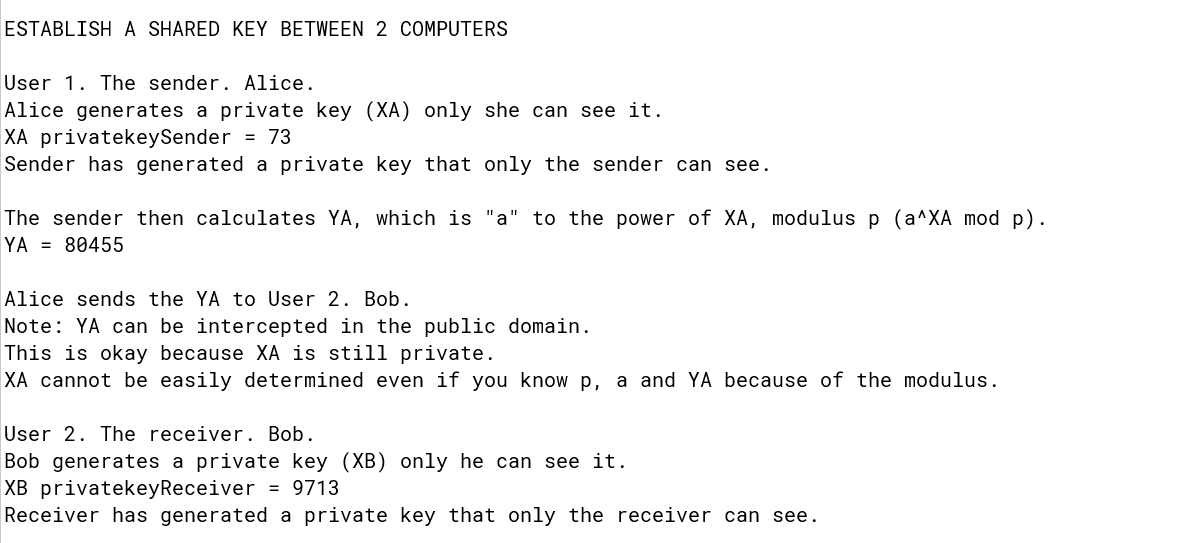 ESTABLISH A SHARED KEY BETWEEN 2 COMPUTERS
User 1. The sender. Alice.
Alice generates a private key (XA) only she can see it.
XA privatekeySender = 73
Sender has generated a private key that only the sender can see.
The sender then calculates YA, which is "a" to the power of XA, modulus p (a^XA mod p).
YA = 80455
Alice sends the YA to User 2. Bob.
Note: YA can be intercepted in the public domain.
This is okay because XA is still private.
XA cannot be easily determined even if you know p, a and YA because of the modulus.
User 2. The receiver. Bob.
Bob generates a private key (XB) only he can see it.
XB privatekeyReceiver = 9713
Receiver has generated a private key that only the receiver can see.